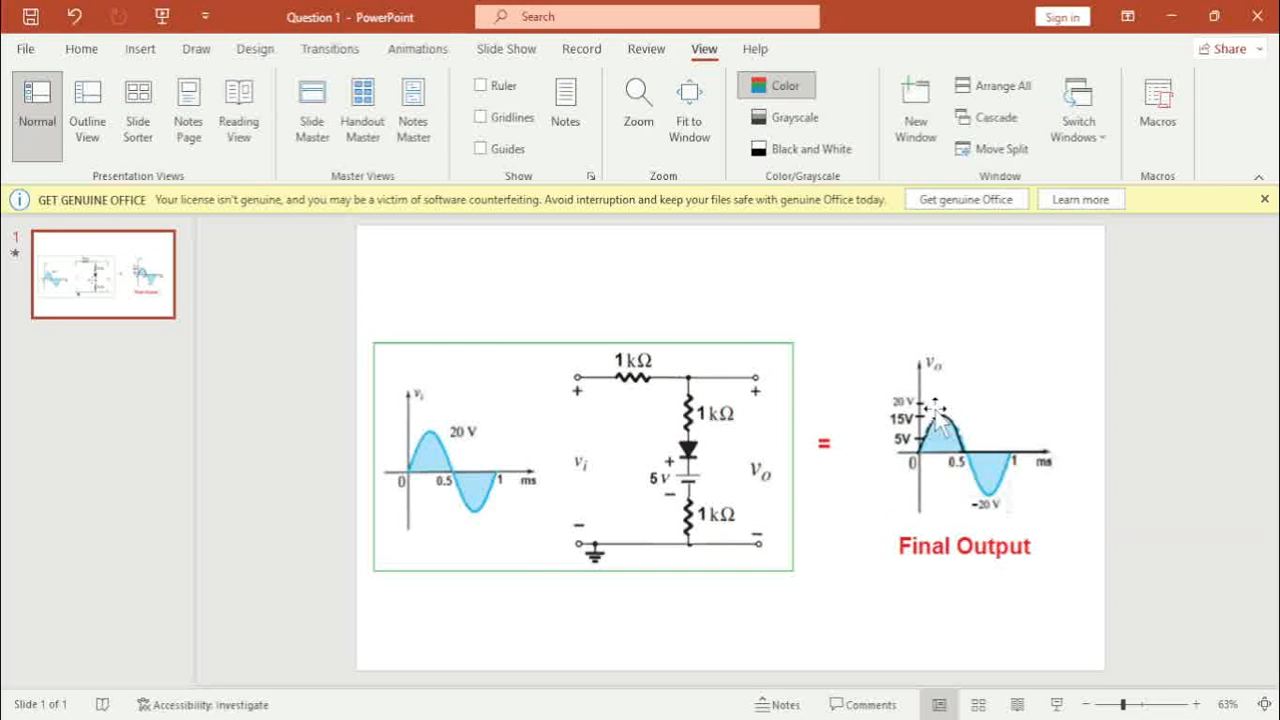 Question 1 - PowerPoint
Search
Sign in
File Home Insert Draw Design Transitions Animations Slide Show Record Review View Help
Share
Normal
Outline View
Slide Sorter
Notes Page
Reading View
Presentation Views
Slide Master
Handout Master
Notes Master
Master Views
Ruler
Gridlines
Guides
Show
Notes
Zoom
Fit to Window
Zoom
Color
Grayscale
Black and White
Color/Grayscale
New Window
Arrange All
Cascade
Move Split
Switch Windows
Window
Macros
Macros
GET GENUINE OFFICE Your license isn't genuine, and you may be a victim of software counterfeiting. Avoid interruption and keep your files safe with genuine Office today.
Get genuine Office
Learn more
1
vi
20 V
0 0.5 1 ms
1 kΩ
+ +
1 kΩ
vi
+
5 V
−
vo
1 kΩ
− −
=
vo
20 V
15V
5V
0 0.5 1 ms
-20 V
Final Output
Slide 1 of 1
Accessibility: Investigate
Notes
Comments
63%